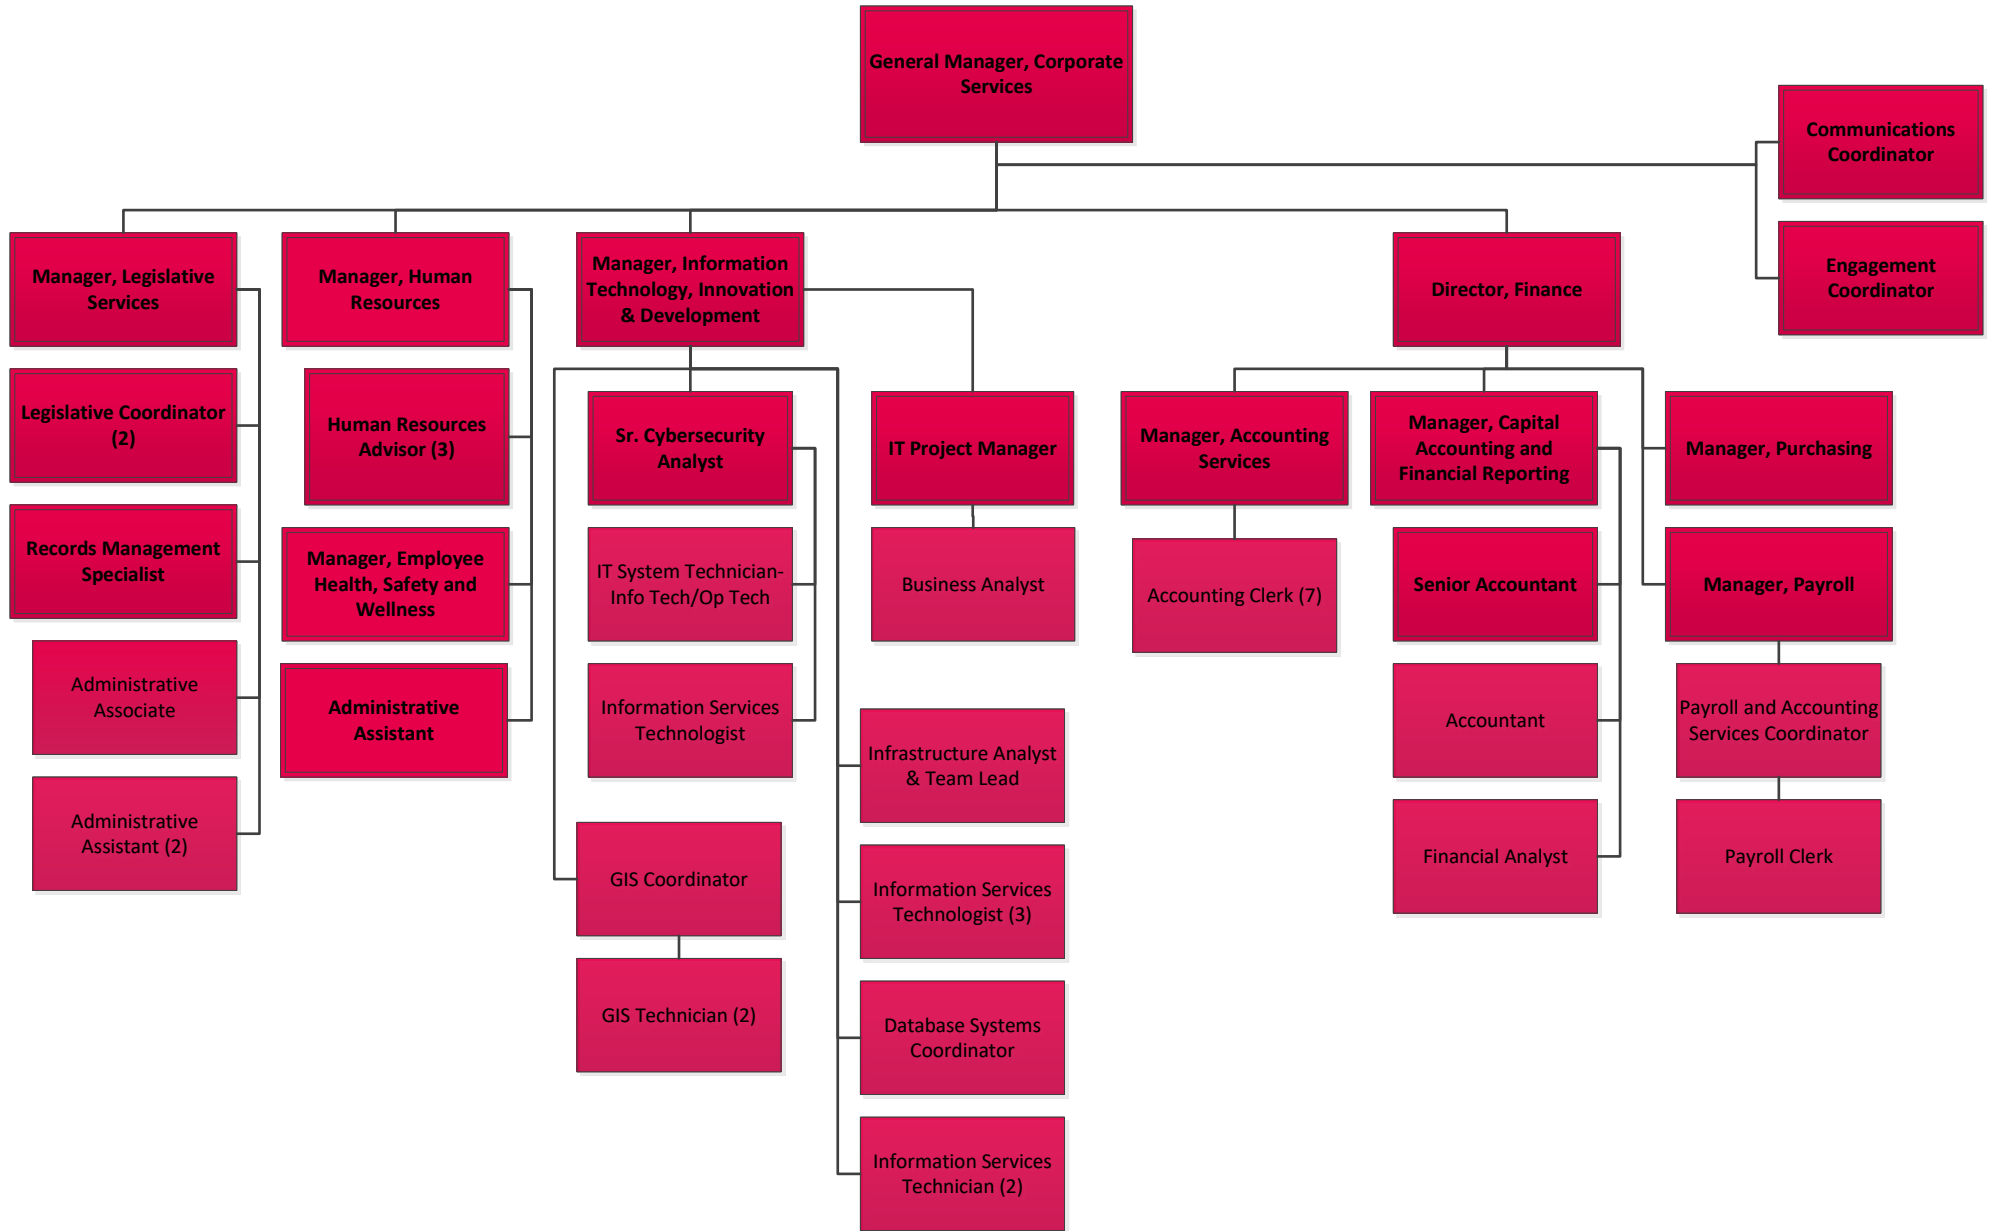 General Manager, Corporate
Services
Communications
Coordinator
Engagement
Coordinator
Manager, Legislative
Services
Legislative Coordinator
(2)
Records Management
Specialist
Administrative
Associate
Administrative
Assistant (2)
Manager, Human
Resources
Human Resources
Advisor (3)
Manager, Employee
Health, Safety and
Wellness
Administrative
Assistant
Manager, Information
Technology, Innovation
& Development
Sr. Cybersecurity
Analyst
IT System Technician-
Info Tech/Op Tech
Information Services
Technologist
GIS Coordinator
GIS Technician (2)
IT Project Manager
Business Analyst
Infrastructure Analyst
& Team Lead
Information Services
Technologist (3)
Database Systems
Coordinator
Information Services
Technician (2)
Director, Finance
Manager, Accounting
Services
Accounting Clerk (7)
Manager, Capital
Accounting and
Financial Reporting
Senior Accountant
Accountant
Financial Analyst
Manager, Purchasing
Manager, Payroll
Payroll and Accounting
Services Coordinator
Payroll Clerk